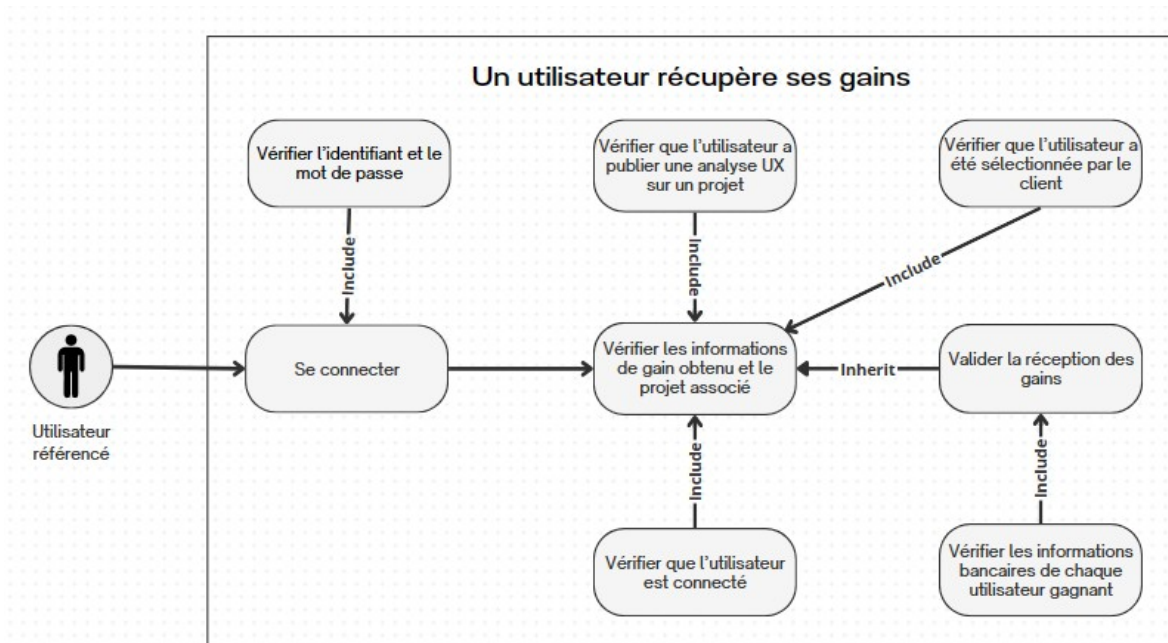 Un utilisateur récupère ses gains
Vérifier l'identifiant et le
mot de passe
Vérifier que l'utilisateur a
publier une analyse UX
sur un projet
Vérifier que l'utilisateur a
été sélectionnée par le
client
Include
Include
Include
Se connecter
Vérifier les informations
de gain obtenu et le
projet associé
Inherit
Valider la réception des
gains
Utilisateur
référencé
Include
Include
Vérifier que l'utilisateur
est connecté
Vérifier les informations
bancaires de chaque
utilisateur gagnant